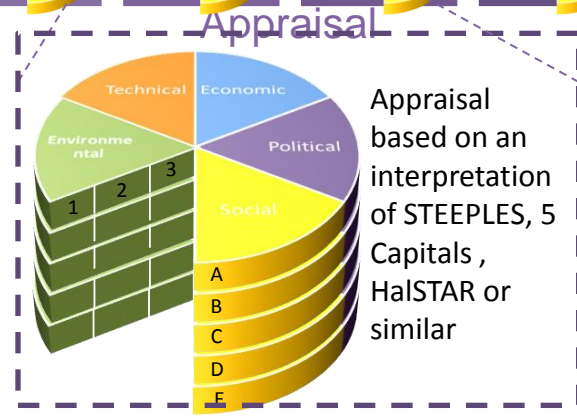 Appraisal
Technical
Economic
Environme
ntal
Political
Social
1
2
3
A
B
C
D
E
Appraisal
based on an
interpretation
of STEEPLES, 5
Capitals ,
HalSTAR or
similar